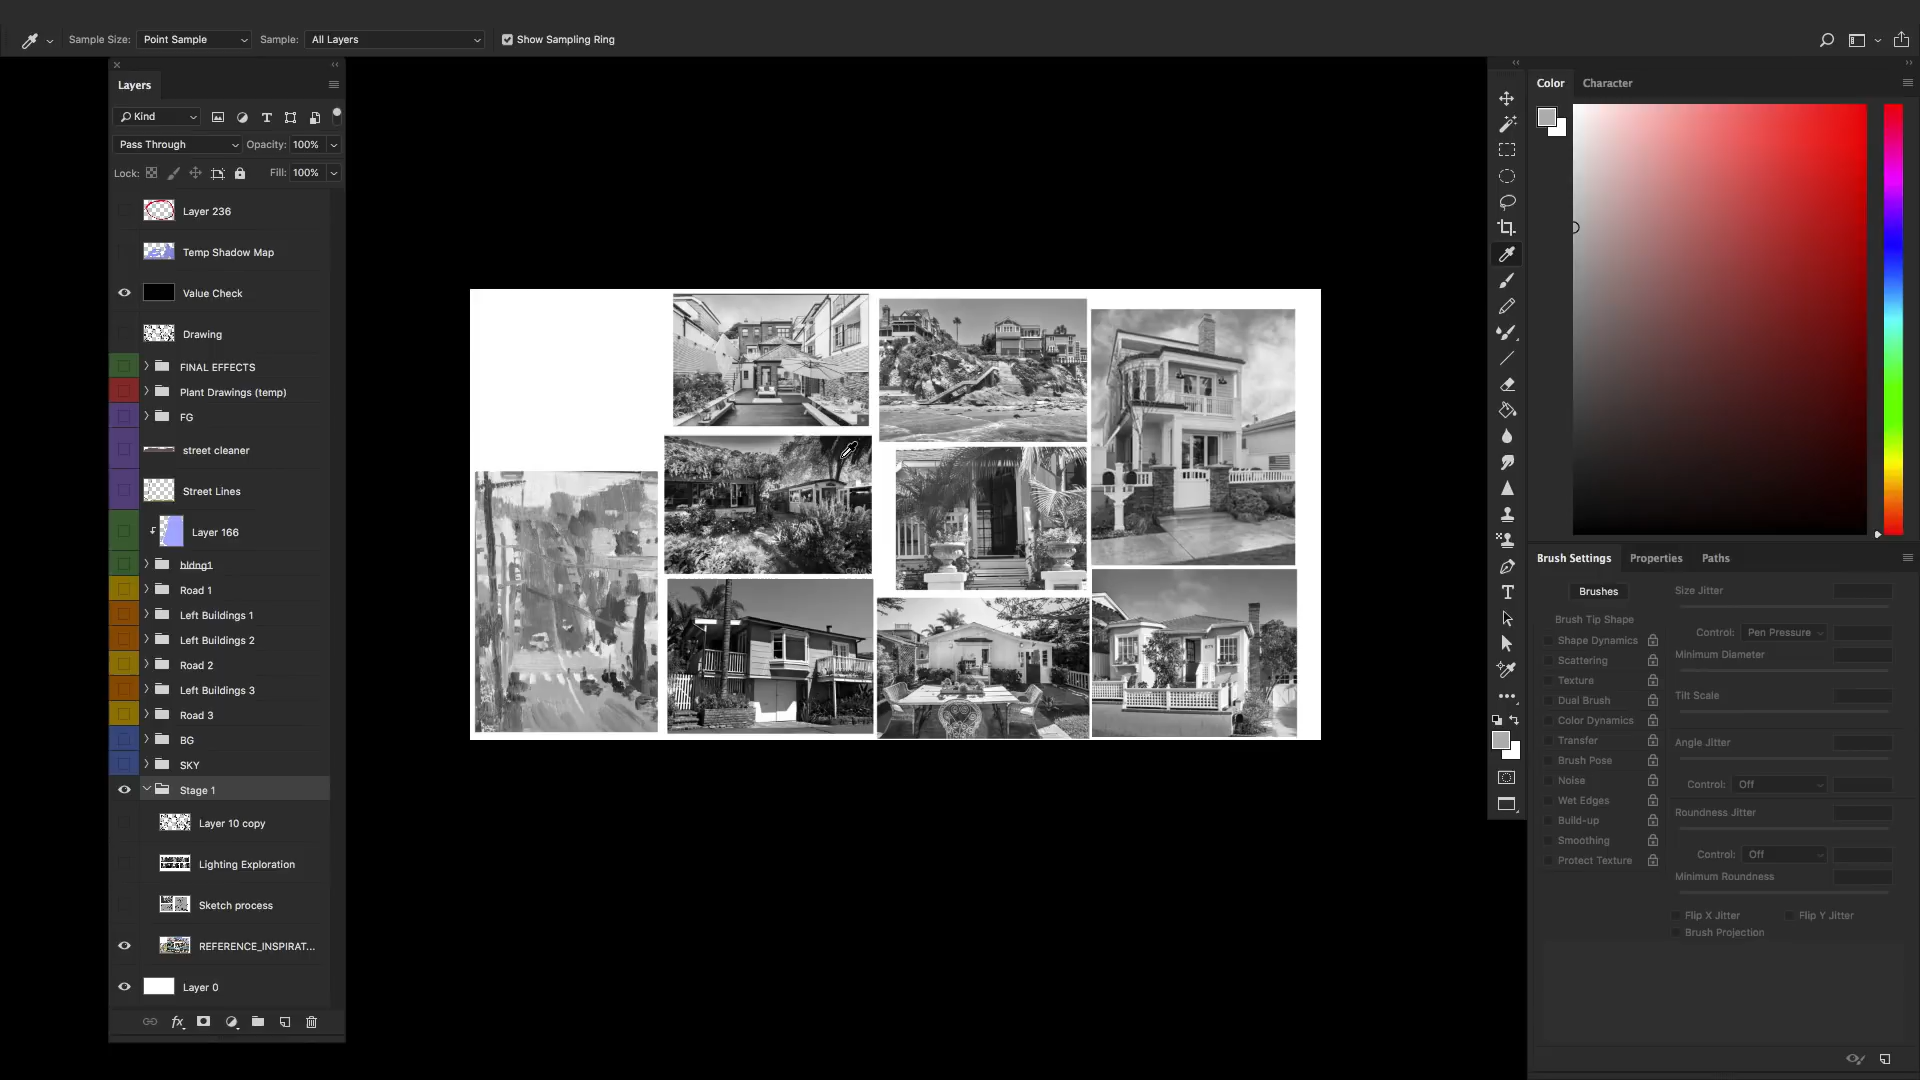 Sample Size: Point Sample Sample: All Layers Show Sampling Ring
Layers
Kind
Pass Through Opacity: 100%
Lock: Fill: 100%
Layer 236
Temp Shadow Map
Value Check
Drawing
FINAL EFFECTS
Plant Drawings (temp)
FG
street cleaner
Street Lines
Layer 166
bldng1
Road 1
Left Buildings 1
Left Buildings 2
Road 2
Left Buildings 3
Road 3
BG
SKY
Stage 1
Layer 10 copy
Lighting Exploration
Sketch process
REFERENCE_INSPIRAT...
Layer 0
fx
Color Character
Brush Settings Properties Paths
Brushes
Brush Tip Shape
Shape Dynamics
Scattering
Texture
Dual Brush
Color Dynamics
Transfer
Brush Pose
Noise
Wet Edges
Build-up
Smoothing
Protect Texture
Size Jitter
Control: Pen Pressure
Minimum Diameter
Tilt Scale
Angle Jitter
Control: Off
Roundness Jitter
Control: Off
Minimum Roundness
Flip X Jitter Flip Y Jitter
Brush Projection